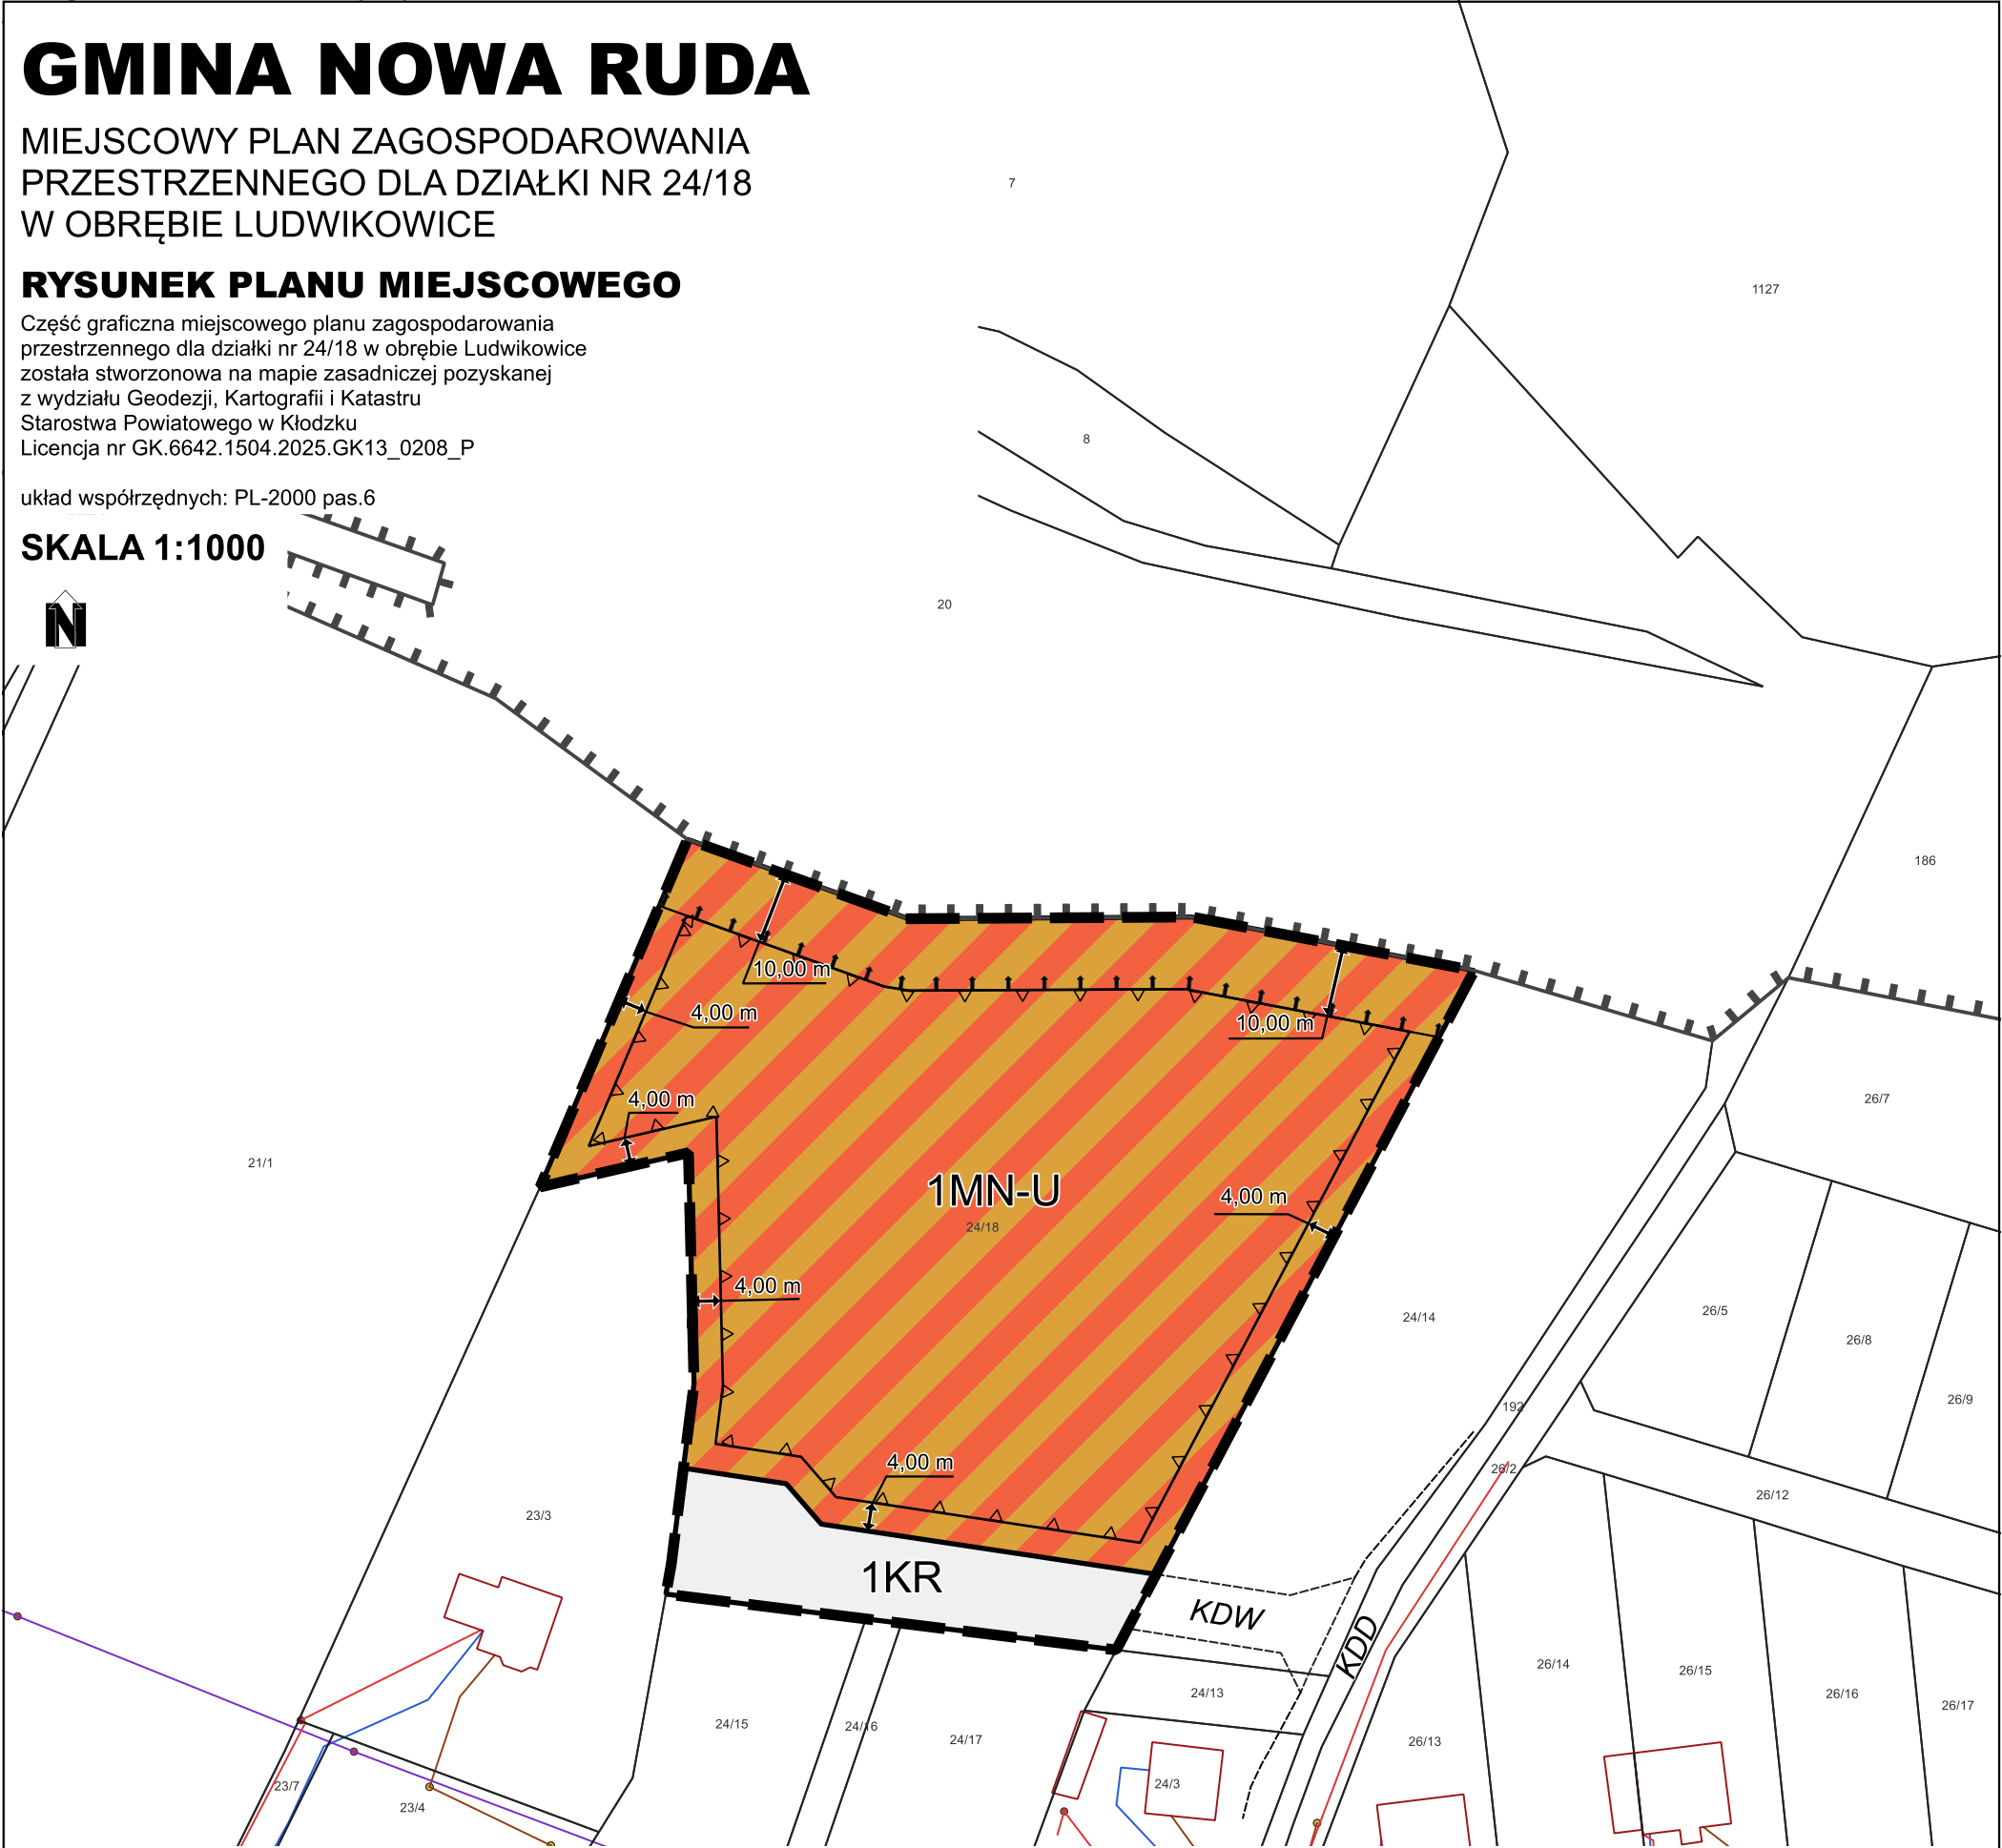 GMINA NOWA RUDA
MIEJSCOWY PLAN ZAGOSPODAROWANIA
PRZESTRZENNEGO DLA DZIAŁKI NR 24/18
W OBRĘBIE LUDWIKOWICE
RYSUNEK PLANU MIEJSCOWEGO
Część graficzna miejscowego planu zagospodarowania
przestrzennego dla działki nr 24/18 w obrębie Ludwikowice
została stworzonowa na mapie zasadniczej pozyskanej
z wydziału Geodezji, Kartografii i Katastru
Starostwa Powiatowego w Kłodzku
Licencja nr GK.6642.1504.2025.GK13_0208_P
układ współrzędnych: PL-2000 pas.6
SKALA 1:1000
N
7
1127
8
20
186
10,00 m
4,00 m
10,00 m
4,00 m
26/7
21/1
1MN-U
24/18
4,00 m
4,00 m
24/14
26/5
26/8
26/9
192
4,00 m
26/2
26/12
23/3
1KR
KDW
KDD
26/14
26/15
26/16
26/17
24/13
24/15
24/16
24/17
26/13
23/7
24/3
23/4